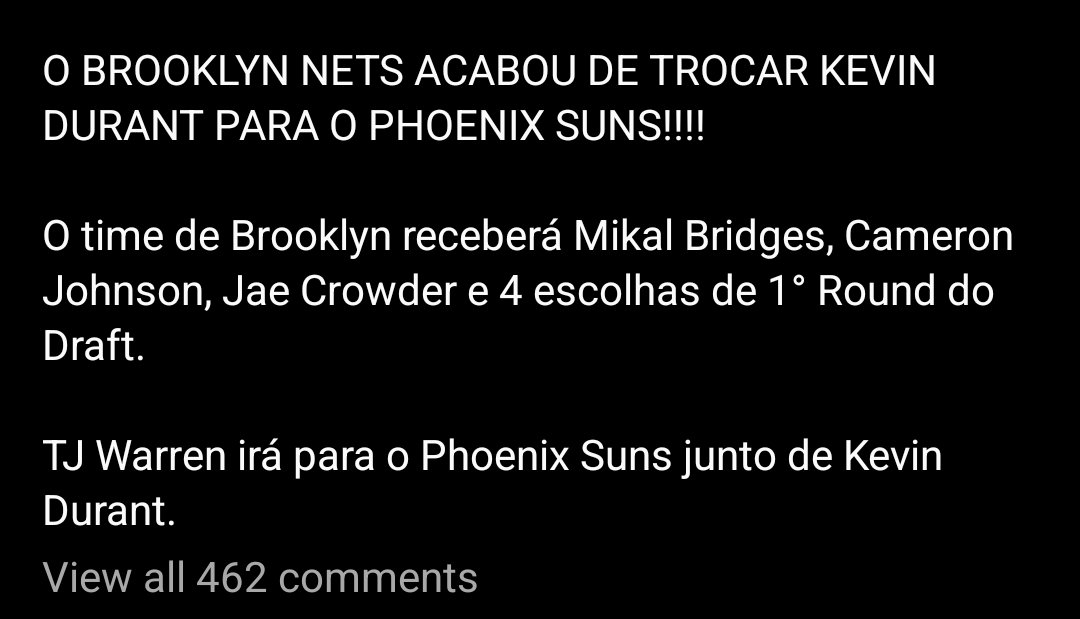 O BROOKLYN NETS ACABOU DE TROCAR KEVIN
DURANT PARA O PHOENIX SUNS!!!!
O time de Brooklyn receberá Mikal Bridges, Cameron
Johnson, Jae Crowder e 4 escolhas de 1° Round do
Draft.
TJ Warren irá para o Phoenix Suns junto de Kevin
Durant.
View all 462 comments